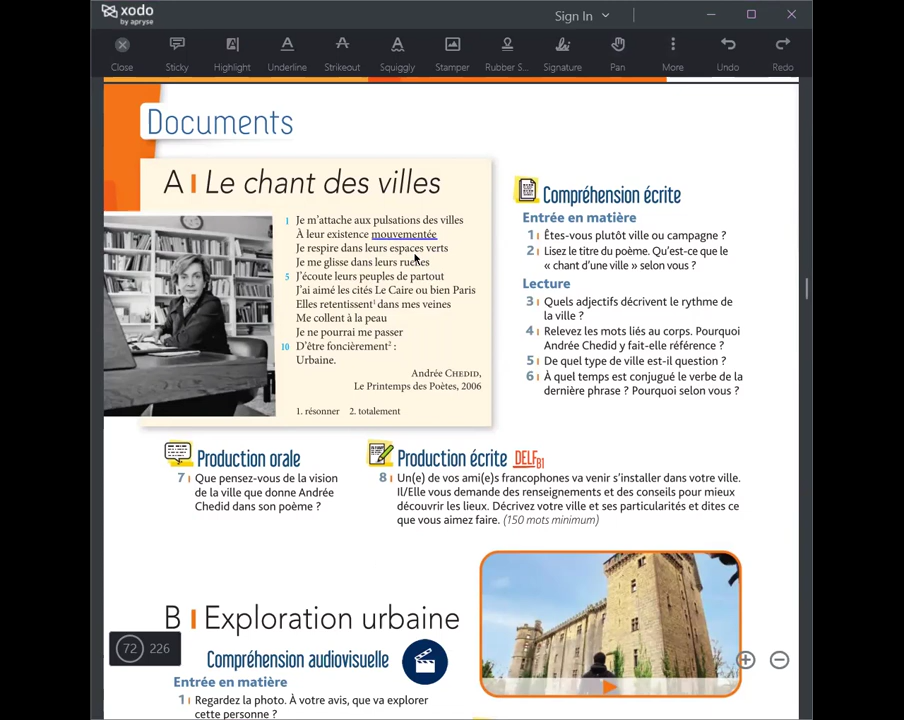 xodo
by apryse
Sign In
Close
Sticky
Highlight
Underline
Strikeout
Squiggly
Stamper
Rubber S...
Signature
Pan
More
Undo
Redo
Documents
A Le chant des villes
1 Je m'attache aux pulsations des villes
À leur existence mouvementée
Je respire dans leurs espaces verts
Je me glisse dans leurs ruelles
5 J'écoute leurs peuples de partout
J'ai aimé les cités Le Caire ou bien Paris
Elles retentissent¹ dans mes veines
Me collent à la peau
Je ne pourrai me passer
10 D'être foncièrement² :
Urbaine.
Andrée CHEDID,
Le Printemps des Poètes, 2006
1. résonner 2. totalement
Compréhension écrite
Entrée en matière
1 Êtes-vous plutôt ville ou campagne ?
2 Lisez le titre du poème. Qu'est-ce que le
« chant d'une ville » selon vous ?
Lecture
3 Quels adjectifs décrivent le rythme de
la ville ?
4 Relevez les mots liés au corps. Pourquoi
Andrée Chedid y fait-elle référence ?
5 De quel type de ville est-il question ?
6 À quel temps est conjugué le verbe de la
dernière phrase ? Pourquoi selon vous ?
Production orale
7 Que pensez-vous de la vision
de la ville que donne Andrée
Chedid dans son poème ?
Production écrite DELF B1
8 Un(e) de vos ami(e)s francophones va venir s'installer dans votre ville.
Il/Elle vous demande des renseignements et des conseils pour mieux
découvrir les lieux. Décrivez votre ville et ses particularités et dites ce
que vous aimez faire. (150 mots minimum)
B Exploration urbaine
72 226
Compréhension audiovisuelle
Entrée en matière
1 Regardez la photo. À votre avis, que va explorer
cette personne ?